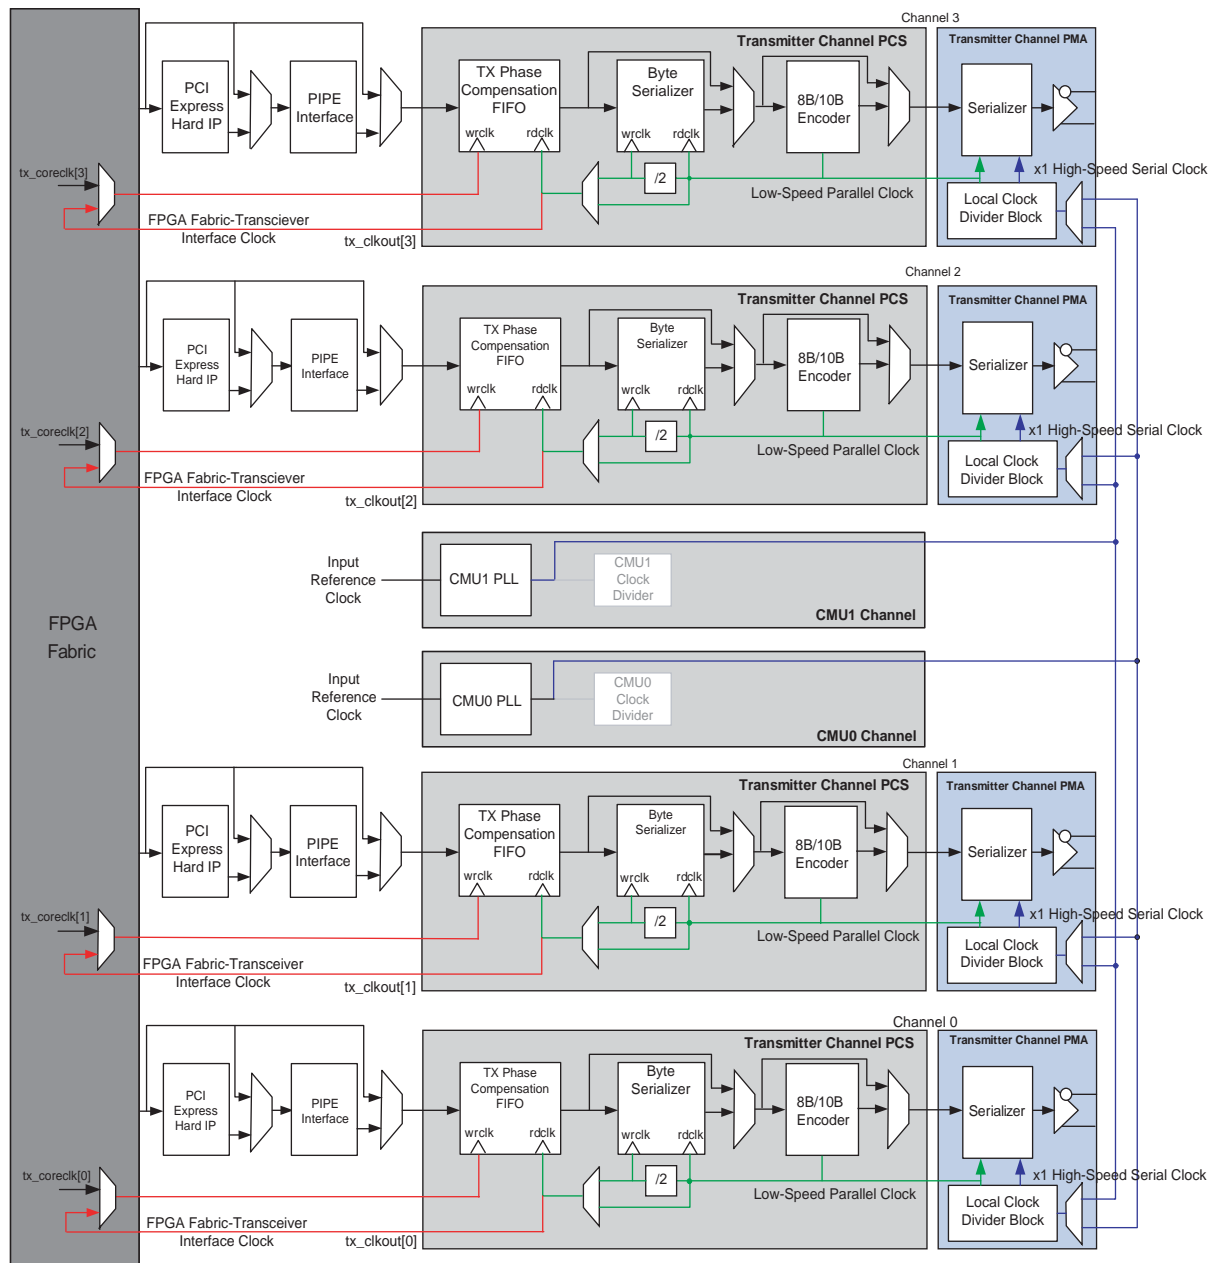 Channel 3
Transmitter Channel PCS
Transmitter Channel PMA
PCI
Express
Hard IP
PIPE
Interface
TX Phase
Compensation
FIFO
wrclk
rdclk
Byte
Serializer
wrclk
rdclk
8B/10B
Encoder
Serializer
/2
tx_coreclk[3]
Low-Speed Parallel Clock
x1 High-Speed Serial Clock
Local Clock
Divider Block
FPGA Fabric-Transciever
Interface Clock
tx_clkout[3]
Channel 2
Transmitter Channel PCS
Transmitter Channel PMA
PCI
Express
Hard IP
PIPE
Interface
TX Phase
Compensation
FIFO
wrclk
rdclk
Byte
Serializer
wrclk
rdclk
8B/10B
Encoder
Serializer
/2
tx_coreclk[2]
Low-Speed Parallel Clock
x1 High-Speed Serial Clock
Local Clock
Divider Block
FPGA Fabric-Transciever
Interface Clock
tx_clkout[2]
Input
Reference
Clock
CMU1 PLL
CMU1
Clock
Divider
CMU1 Channel
FPGA
Fabric
Input
Reference
Clock
CMU0 PLL
CMU0
Clock
Divider
CMU0 Channel
Channel 1
Transmitter Channel PCS
Transmitter Channel PMA
PCI
Express
Hard IP
PIPE
Interface
TX Phase
Compensation
FIFO
wrclk
rdclk
Byte
Serializer
wrclk
rdclk
8B/10B
Encoder
Serializer
/2
tx_coreclk[1]
Low-Speed Parallel Clock
x1 High-Speed Serial Clock
Local Clock
Divider Block
FPGA Fabric-Transceiver
Interface Clock
tx_clkout[1]
Channel 0
Transmitter Channel PCS
Transmitter Channel PMA
PCI
Express
Hard IP
PIPE
Interface
TX Phase
Compensation
FIFO
wrclk
rdclk
Byte
Serializer
wrclk
rdclk
8B/10B
Encoder
Serializer
/2
tx_coreclk[0]
Low-Speed Parallel Clock
x1 High-Speed Serial Clock
Local Clock
Divider Block
FPGA Fabric-Transceiver
Interface Clock
tx_clkout[0]